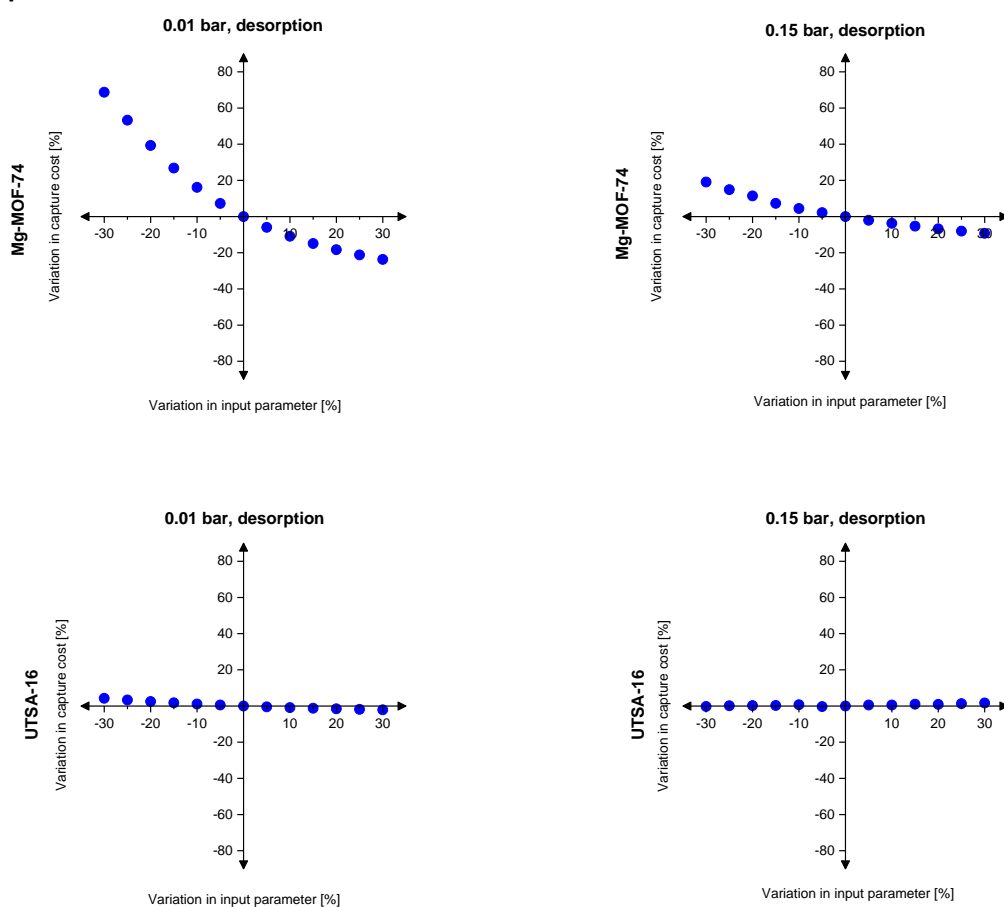 0.01 bar, desorption
80
60
40
20
-20
-40
-60
-80
-30 -20 -10 10 20 30
Mg-MOF-74
Variation in capture cost [%]
Variation in input parameter [%]
0.15 bar, desorption
80
60
40
20
-20
-40
-60
-80
-30 -20 -10 10 20 30
Mg-MOF-74
Variation in capture cost [%]
Variation in input parameter [%]
0.01 bar, desorption
80
60
40
20
-20
-40
-60
-80
-30 -20 -10 10 20 30
UTSA-16
Variation in capture cost [%]
Variation in input parameter [%]
0.15 bar, desorption
80
60
40
20
-20
-40
-60
-80
-30 -20 -10 10 20 30
UTSA-16
Variation in capture cost [%]
Variation in input parameter [%]